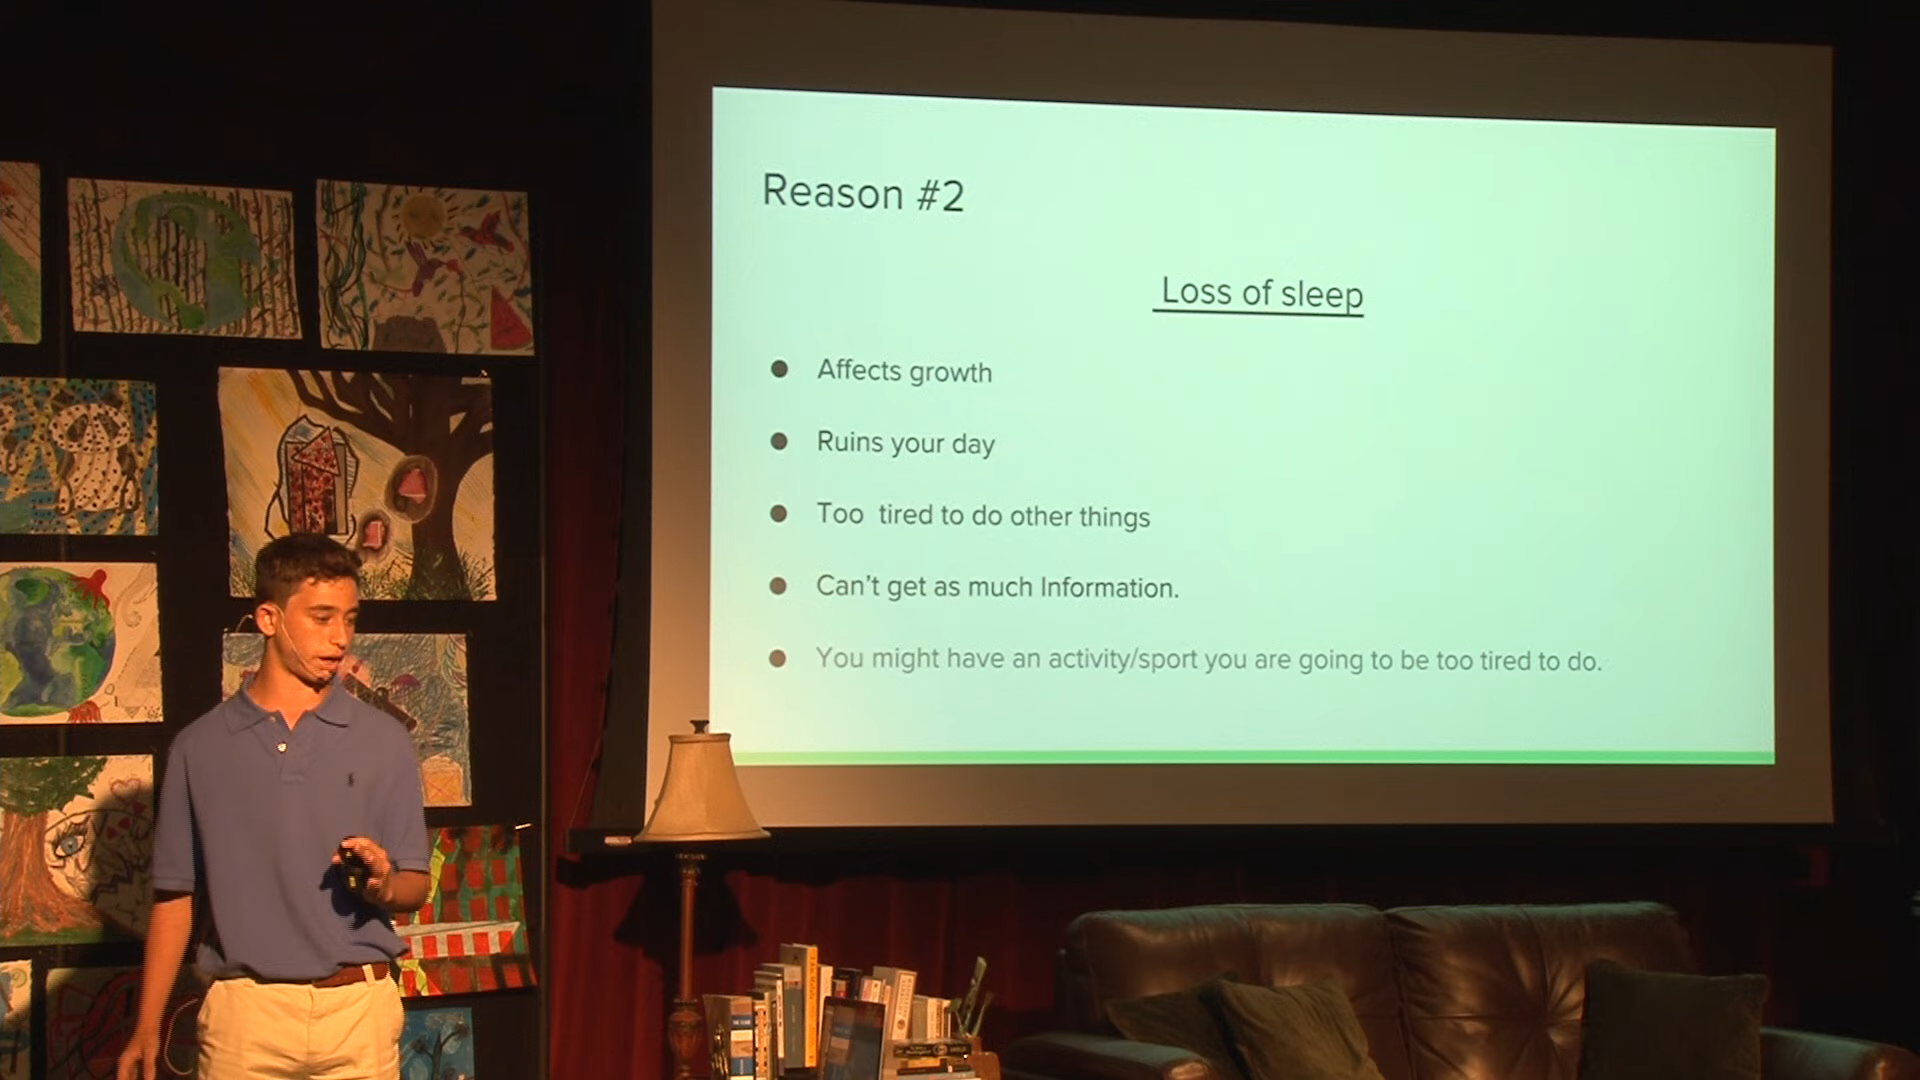 Reason #2
Loss of sleep
● Affects growth
● Ruins your day
● Too  tired to do other things
● Can't get as much Information.
● You might have an activity/sport you are going to be too tired to do.